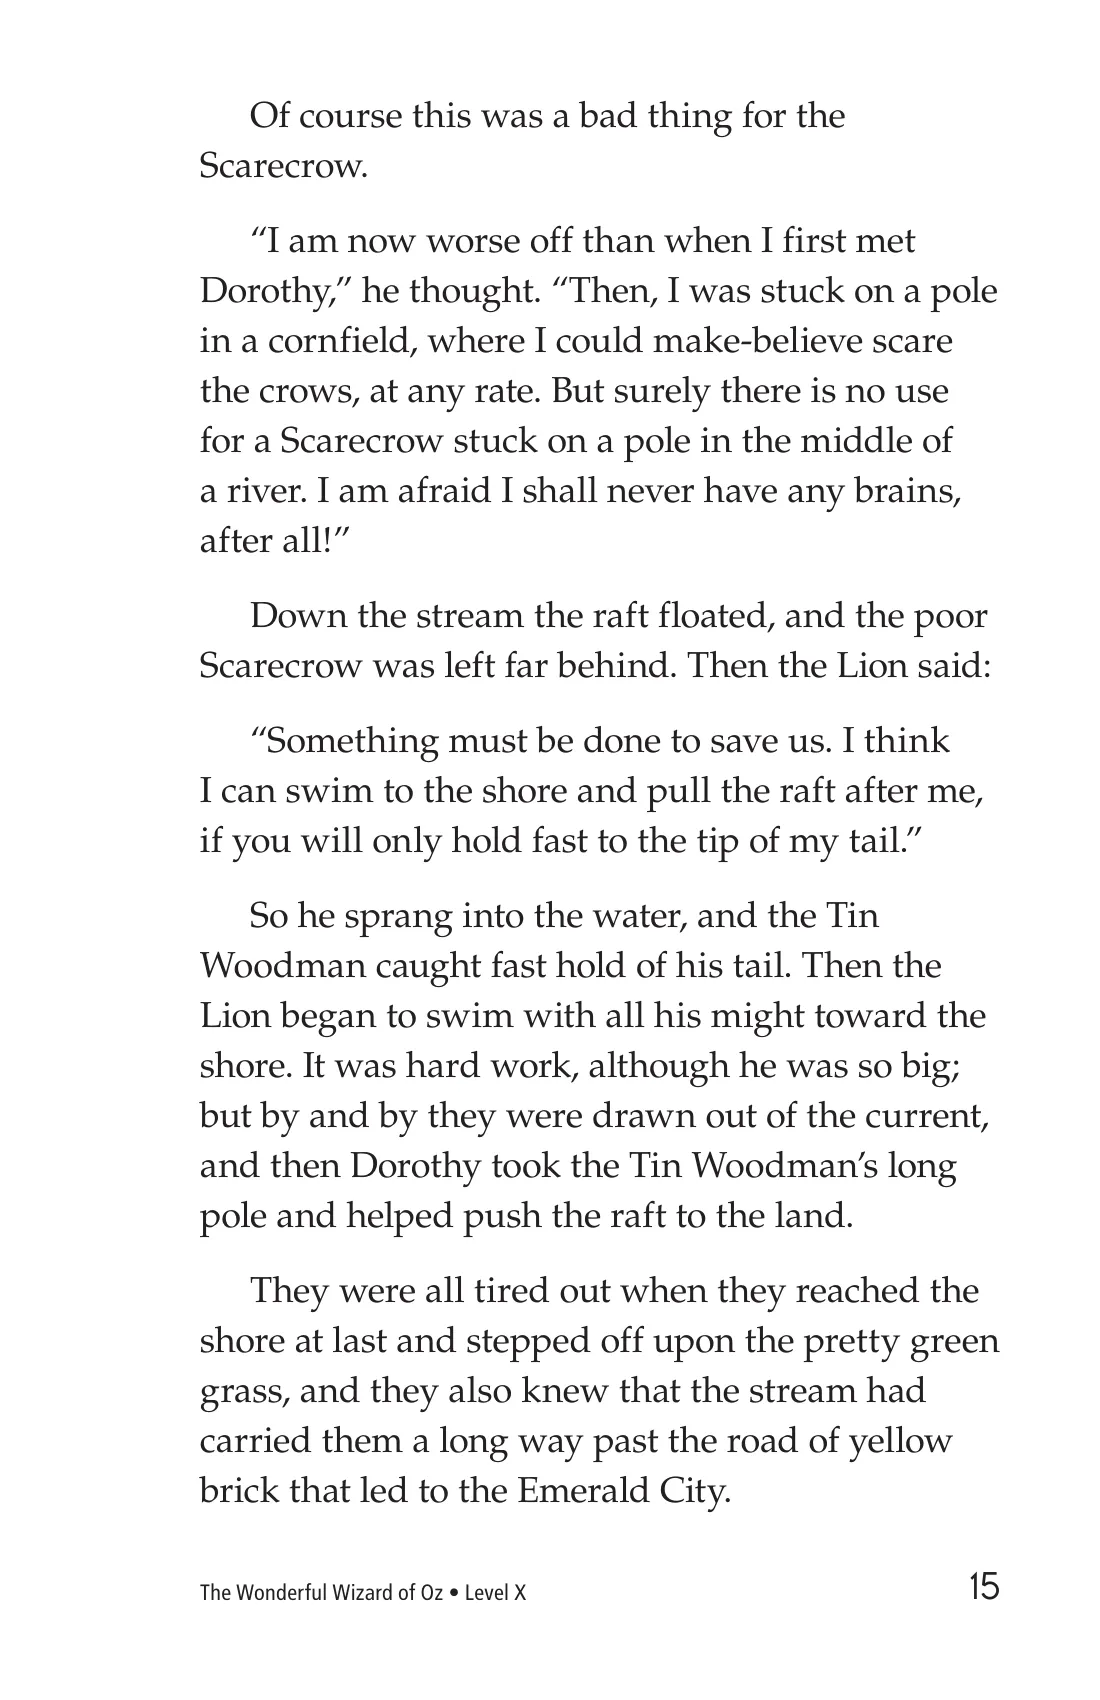 Of course this was a bad thing for the
Scarecrow.
“I am now worse off than when I first met
Dorothy,” he thought. “Then, I was stuck on a pole
in a cornfield, where I could make-believe scare
the crows, at any rate. But surely there is no use
for a Scarecrow stuck on a pole in the middle of
a river. I am afraid I shall never have any brains,
after all!”
Down the stream the raft floated, and the poor
Scarecrow was left far behind. Then the Lion said:
“Something must be done to save us. I think
I can swim to the shore and pull the raft after me,
if you will only hold fast to the tip of my tail.”
So he sprang into the water, and the Tin
Woodman caught fast hold of his tail. Then the
Lion began to swim with all his might toward the
shore. It was hard work, although he was so big;
but by and by they were drawn out of the current,
and then Dorothy took the Tin Woodman’s long
pole and helped push the raft to the land.
They were all tired out when they reached the
shore at last and stepped off upon the pretty green
grass, and they also knew that the stream had
carried them a long way past the road of yellow
brick that led to the Emerald City.
The Wonderful Wizard of Oz • Level X
15